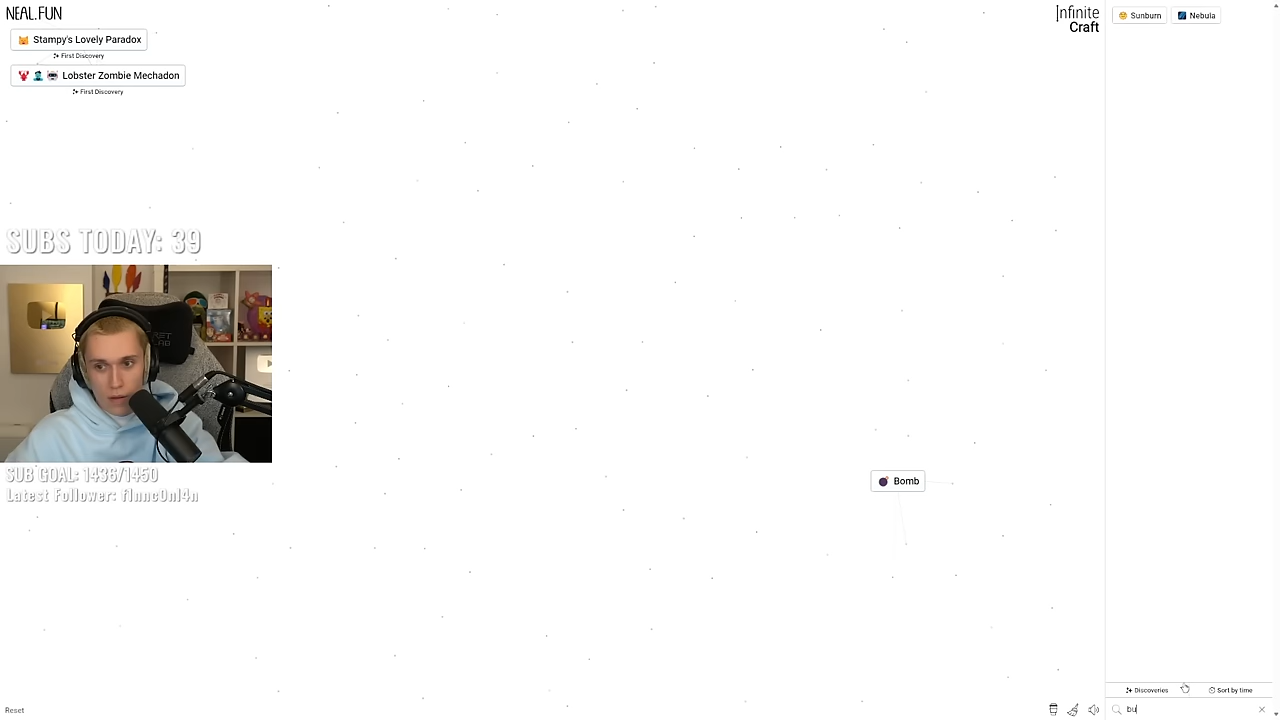 NEAL.FUN
Infinite Craft
Sunburn
Nebula
Stampy's Lovely Paradox
First Discovery
Lobster Zombie Mechadon
First Discovery
SUBS TODAY: 39
SUB GOAL: 1436/1450
Latest Follower: f1nnc0nl4n
Bomb
Discoveries
Sort by time
bu
Reset